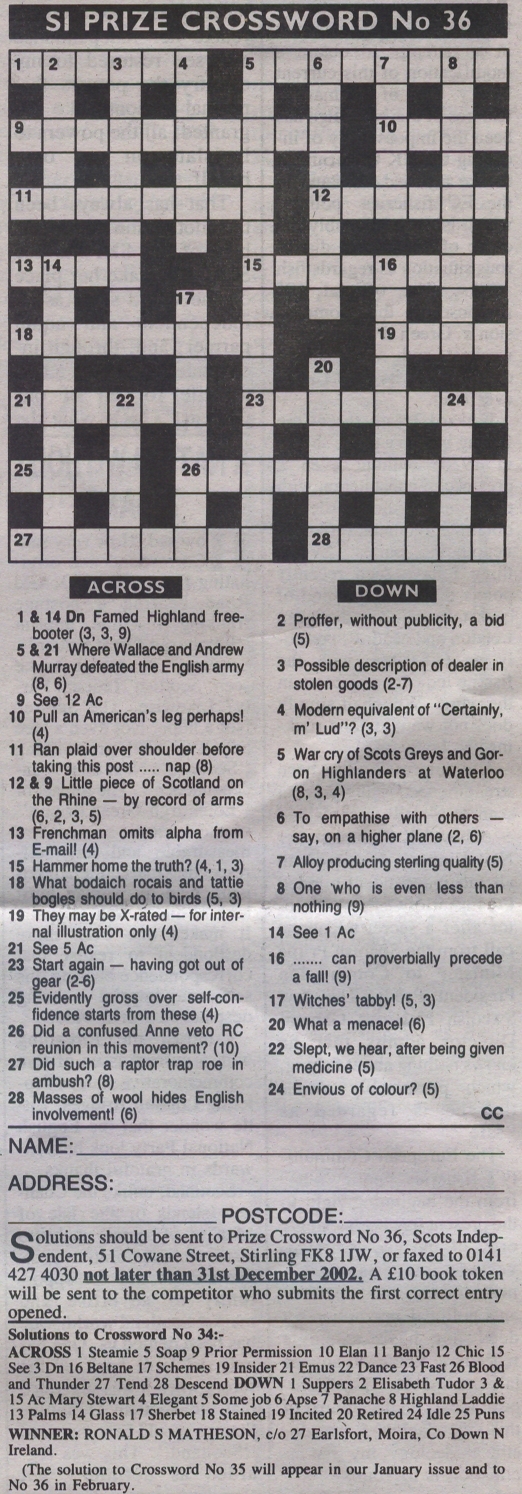 SI PRIZE CROSSWORD No 36
1 2 3 4 5 6 7 8
9 10
11 12
13 14 15 16
17
18 19
20
21 22 23 24
25 26
27 28
ACROSS
1 & 14 Dn Famed Highland free-
booter (3, 3, 9)
5 & 21 Where Wallace and Andrew
Murray defeated the English army
(8, 6)
9 See 12 Ac
10 Pull an American's leg perhaps!
(4)
11 Ran plaid over shoulder before
taking this post ..... nap (8)
12 & 9 Little piece of Scotland on
the Rhine — by record of arms
(6, 2, 3, 5)
13 Frenchman omits alpha from
E-mail! (4)
15 Hammer home the truth? (4, 1, 3)
18 What bodaich rocais and tattie
bogles should do to birds (5, 3)
19 They may be X-rated — for inter-
nal illustration only (4)
21 See 5 Ac
23 Start again — having got out of
gear (2-6)
25 Evidently gross over self-con-
fidence starts from these (4)
26 Did a confused Anne veto RC
reunion in this movement? (10)
27 Did such a raptor trap roe in
ambush? (8)
28 Masses of wool hides English
involvement! (6)
DOWN
2 Proffer, without publicity, a bid
(5)
3 Possible description of dealer in
stolen goods (2-7)
4 Modern equivalent of "Certainly,
m' Lud"? (3, 3)
5 War cry of Scots Greys and Gor-
on Highlanders at Waterloo
(8, 3, 4)
6 To empathise with others —
say, on a higher plane (2, 6)
7 Alloy producing sterling quality (5)
8 One who is even less than
nothing (9)
14 See 1 Ac
16 ....... can proverbially precede
a fall! (9)
17 Witches' tabby! (5, 3)
20 What a menace! (6)
22 Slept, we hear, after being given
medicine (5)
24 Envious of colour? (5)
CC
NAME:
ADDRESS:
POSTCODE:
Solutions should be sent to Prize Crossword No 36, Scots Indep-
endent, 51 Cowane Street, Stirling FK8 1JW, or faxed to 0141
427 4030 not later than 31st December 2002. A £10 book token
will be sent to the competitor who submits the first correct entry
opened.
Solutions to Crossword No 34:-
ACROSS 1 Steamie 5 Soap 9 Prior Permission 10 Elan 11 Banjo 12 Chic 15
See 3 Dn 16 Beltane 17 Schemes 19 Insider 21 Emus 22 Dance 23 Fast 26 Blood
and Thunder 27 Tend 28 Descend DOWN 1 Suppers 2 Elisabeth Tudor 3 &
15 Ac Mary Stewart 4 Elegant 5 Some job 6 Apse 7 Panache 8 Highland Laddie
13 Palms 14 Glass 17 Sherbet 18 Stained 19 Incited 20 Retired 24 Idle 25 Puns
WINNER: RONALD S MATHESON, c/o 27 Earlsfort, Moira, Co Down N
Ireland.
(The solution to Crossword No 35 will appear in our January issue and to
No 36 in February.